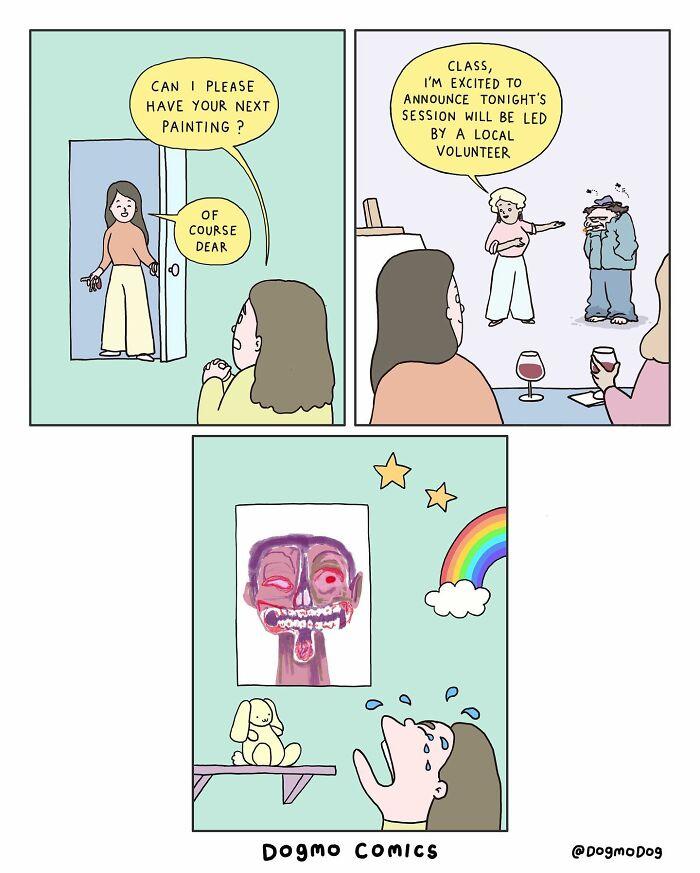 CAN I PLEASE
HAVE YOUR NEXT
PAINTING ?
OF
COURSE
DEAR
CLASS,
I'M EXCITED TO
ANNOUNCE TONIGHT'S
SESSION WILL BE LED
BY A LOCAL
VOLUNTEER
DOGMO COMICS
@DOGMODOG